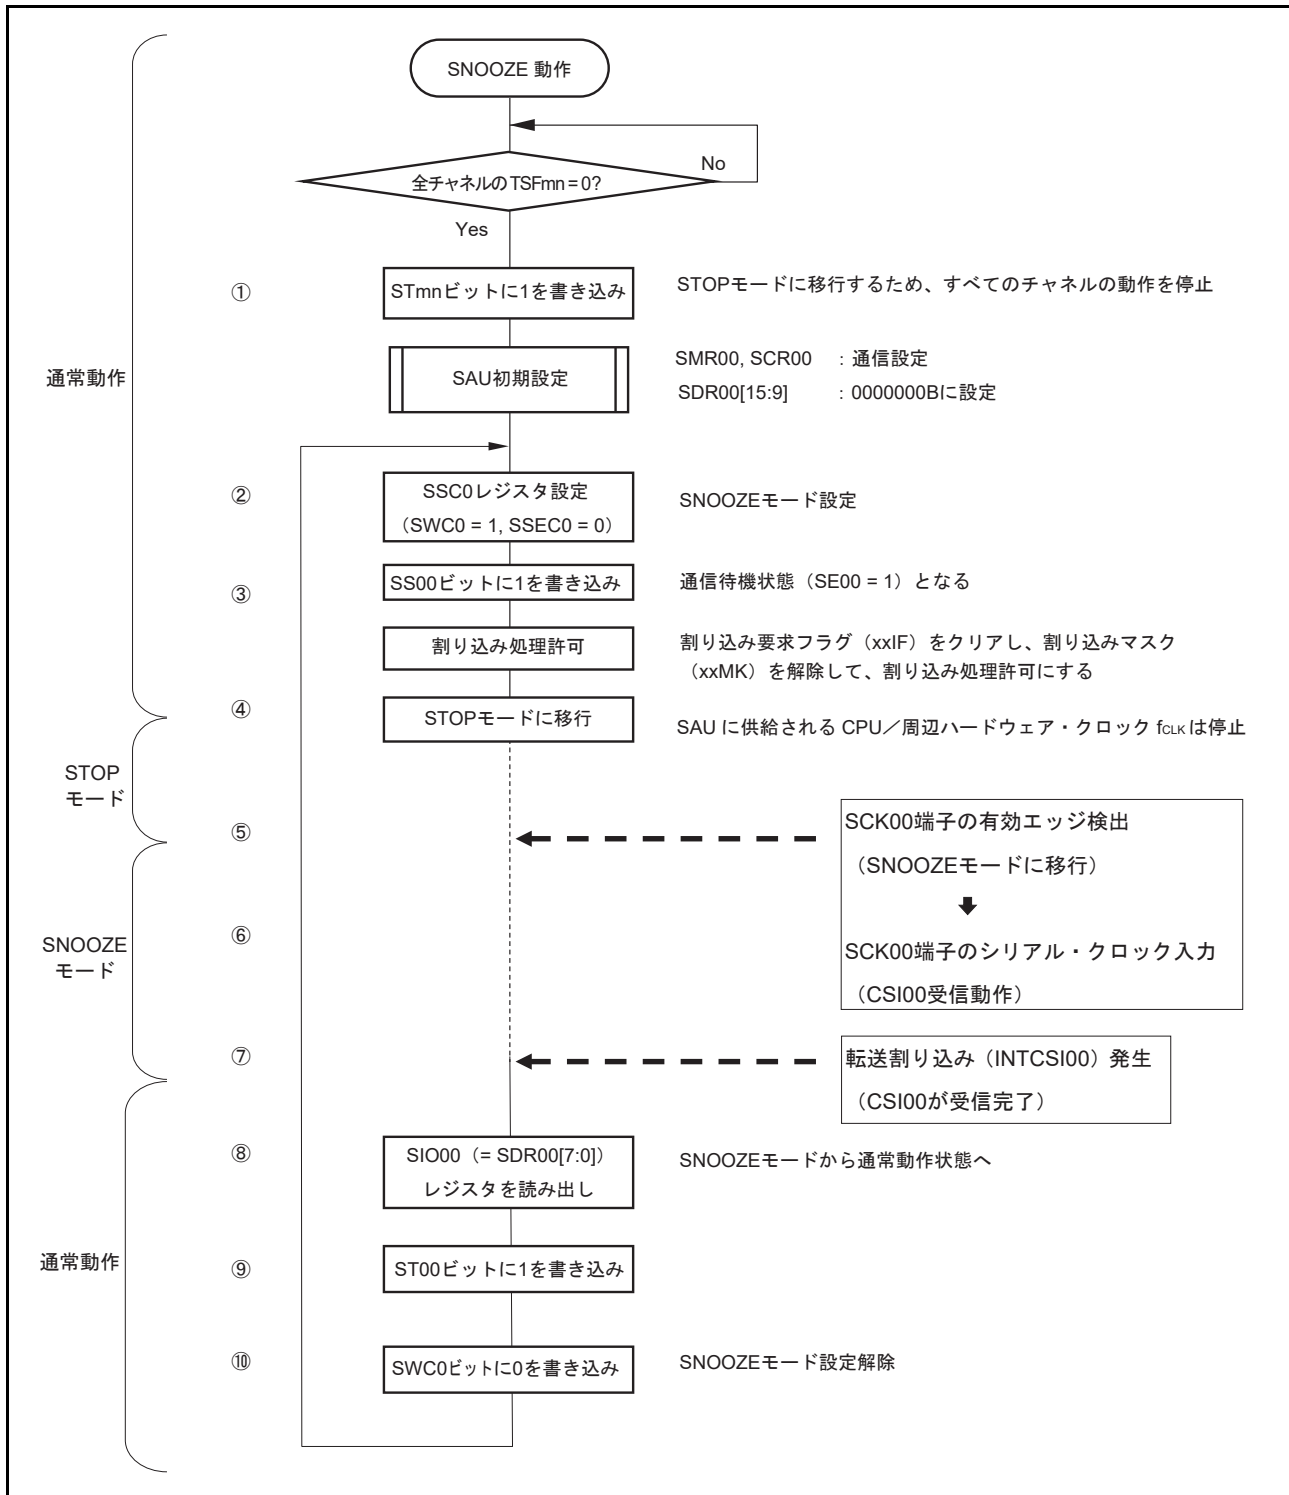 SNOOZE 動作
No
全チャネルのTSFmn = 0?
Yes
①
STmnビットに1を書き込み
STOPモードに移行するため、すべてのチャネルの動作を停止
通常動作
SAU初期設定
SMR00, SCR00 : 通信設定
SDR00[15:9] : 0000000Bに設定
②
SSC0レジスタ設定
（SWC0 = 1, SSEC0 = 0）
SNOOZEモード設定
③
SS00ビットに1を書き込み
通信待機状態（SE00 = 1）となる
割り込み処理許可
割り込み要求フラグ（xxIF）をクリアし、割り込みマスク
（xxMK）を解除して、割り込み処理許可にする
④
STOPモードに移行
SAU に供給される CPU／周辺ハードウェア・クロック fCLK は停止
STOP
モード
⑤
SCK00端子の有効エッジ検出
（SNOOZEモードに移行）
SNOOZE
モード
⑥
SCK00端子のシリアル・クロック入力
（CSI00受信動作）
⑦
転送割り込み（INTCSI00）発生
（CSI00が受信完了）
⑧
SIO00（= SDR00[7:0]）
レジスタを読み出し
SNOOZEモードから通常動作状態へ
通常動作
⑨
ST00ビットに1を書き込み
⑩
SWC0ビットに0を書き込み
SNOOZEモード設定解除